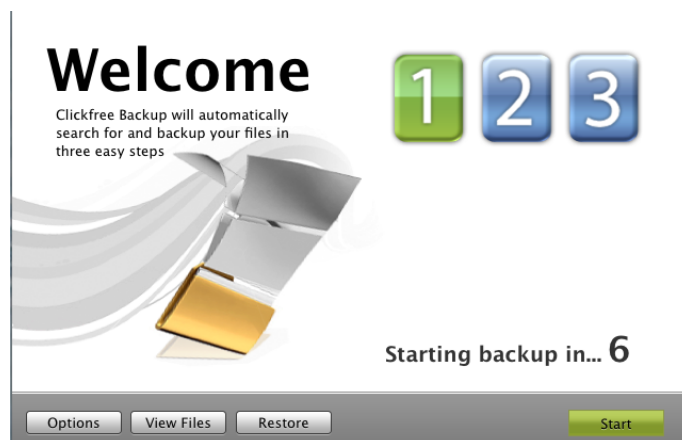 Welcome
Clickfree Backup will automatically
search for and backup your files in
three easy steps
1 2 3
Starting backup in... 6
Options View Files Restore Start